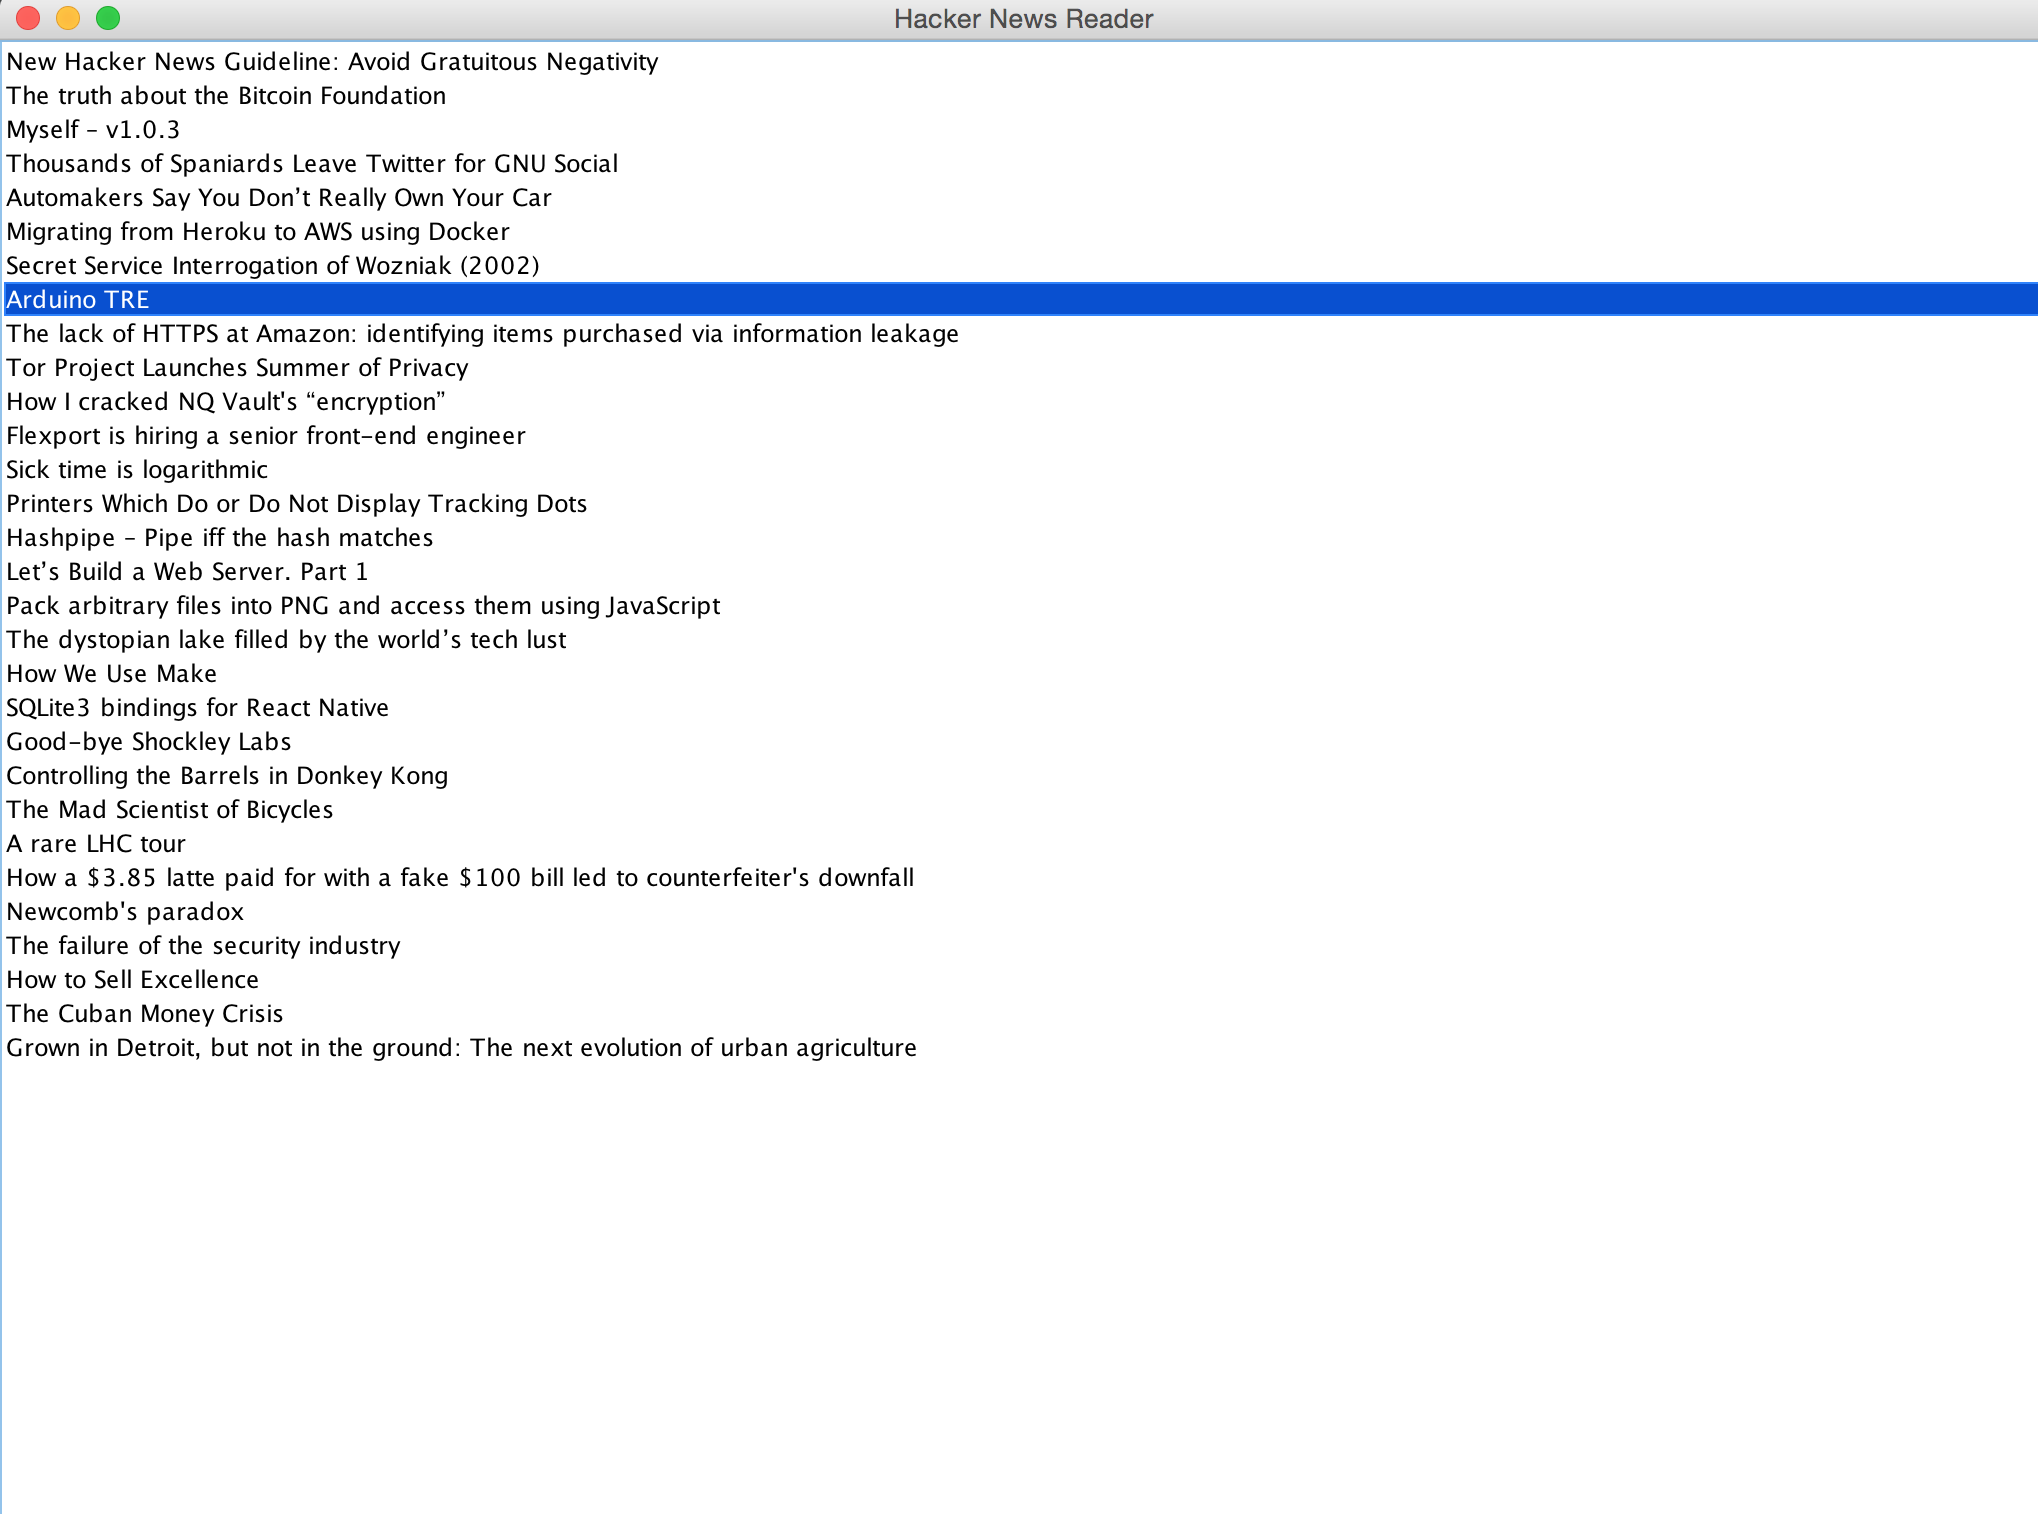 Hacker News Reader
New Hacker News Guideline: Avoid Gratuitous Negativity
The truth about the Bitcoin Foundation
Myself – v1.0.3
Thousands of Spaniards Leave Twitter for GNU Social
Automakers Say You Don’t Really Own Your Car
Migrating from Heroku to AWS using Docker
Secret Service Interrogation of Wozniak (2002)
Arduino TRE
The lack of HTTPS at Amazon: identifying items purchased via information leakage
Tor Project Launches Summer of Privacy
How I cracked NQ Vault's “encryption”
Flexport is hiring a senior front-end engineer
Sick time is logarithmic
Printers Which Do or Do Not Display Tracking Dots
Hashpipe – Pipe iff the hash matches
Let’s Build a Web Server. Part 1
Pack arbitrary files into PNG and access them using JavaScript
The dystopian lake filled by the world’s tech lust
How We Use Make
SQLite3 bindings for React Native
Good-bye Shockley Labs
Controlling the Barrels in Donkey Kong
The Mad Scientist of Bicycles
A rare LHC tour
How a $3.85 latte paid for with a fake $100 bill led to counterfeiter's downfall
Newcomb's paradox
The failure of the security industry
How to Sell Excellence
The Cuban Money Crisis
Grown in Detroit, but not in the ground: The next evolution of urban agriculture